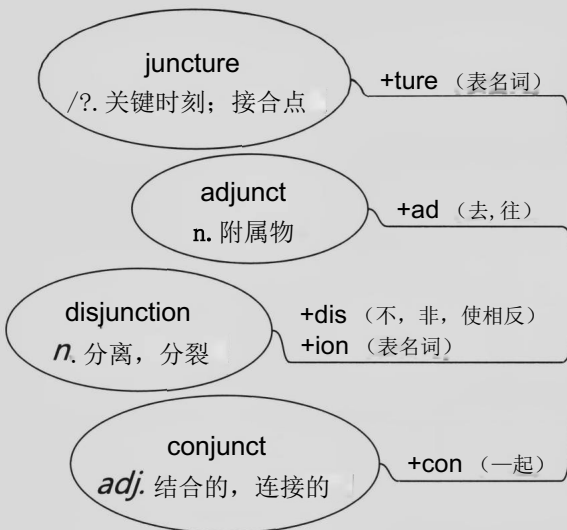 juncture
/?. 关键时刻；接合点
+ture（表名词）
adjunct
n. 附属物
+ad（去,往）
disjunction
n. 分离，分裂
+dis（不，非，使相反）
+ion（表名词）
conjunct
adj. 结合的，连接的
+con（—起）